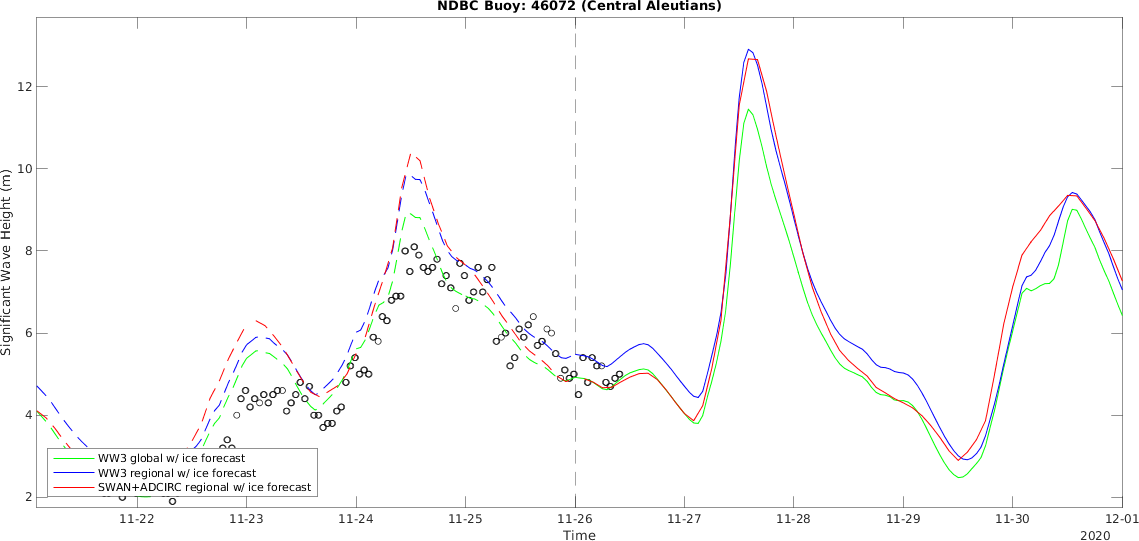 NDBC Buoy: 46072 (Central Aleutians)
Significant Wave Height (m)
12
10
8
6
4
2
WW3 global w/ ice forecast
WW3 regional w/ ice forecast
SWAN+ADCIRC regional w/ ice forecast
11-22 11-23 11-24 11-25 11-26 11-27 11-28 11-29 11-30 12-01
Time
2020